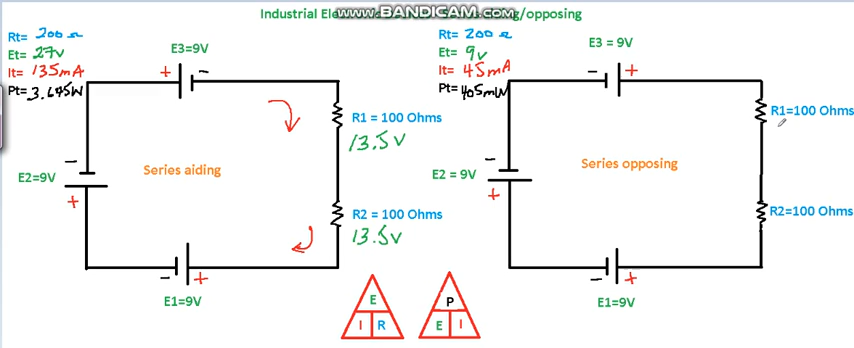 www.BANDICAM.com
Industrial Ele
ng/opposing
Rt= 200 Ω
Et= 27V
It= 135mA
Pt= 3.645W
E3=9V
+
-
R1 = 100 Ohms
13.5V
Series aiding
-
E2=9V
+
R2 = 100 Ohms
13.5V
-
+
E1=9V
E
I R
P
E I
Rt= 200 Ω
Et= 9V
It= 45mA
Pt= 405mW
E3 = 9V
-
+
R1=100 Ohms
Series opposing
-
E2 = 9V
+
R2=100 Ohms
-
+
E1=9V